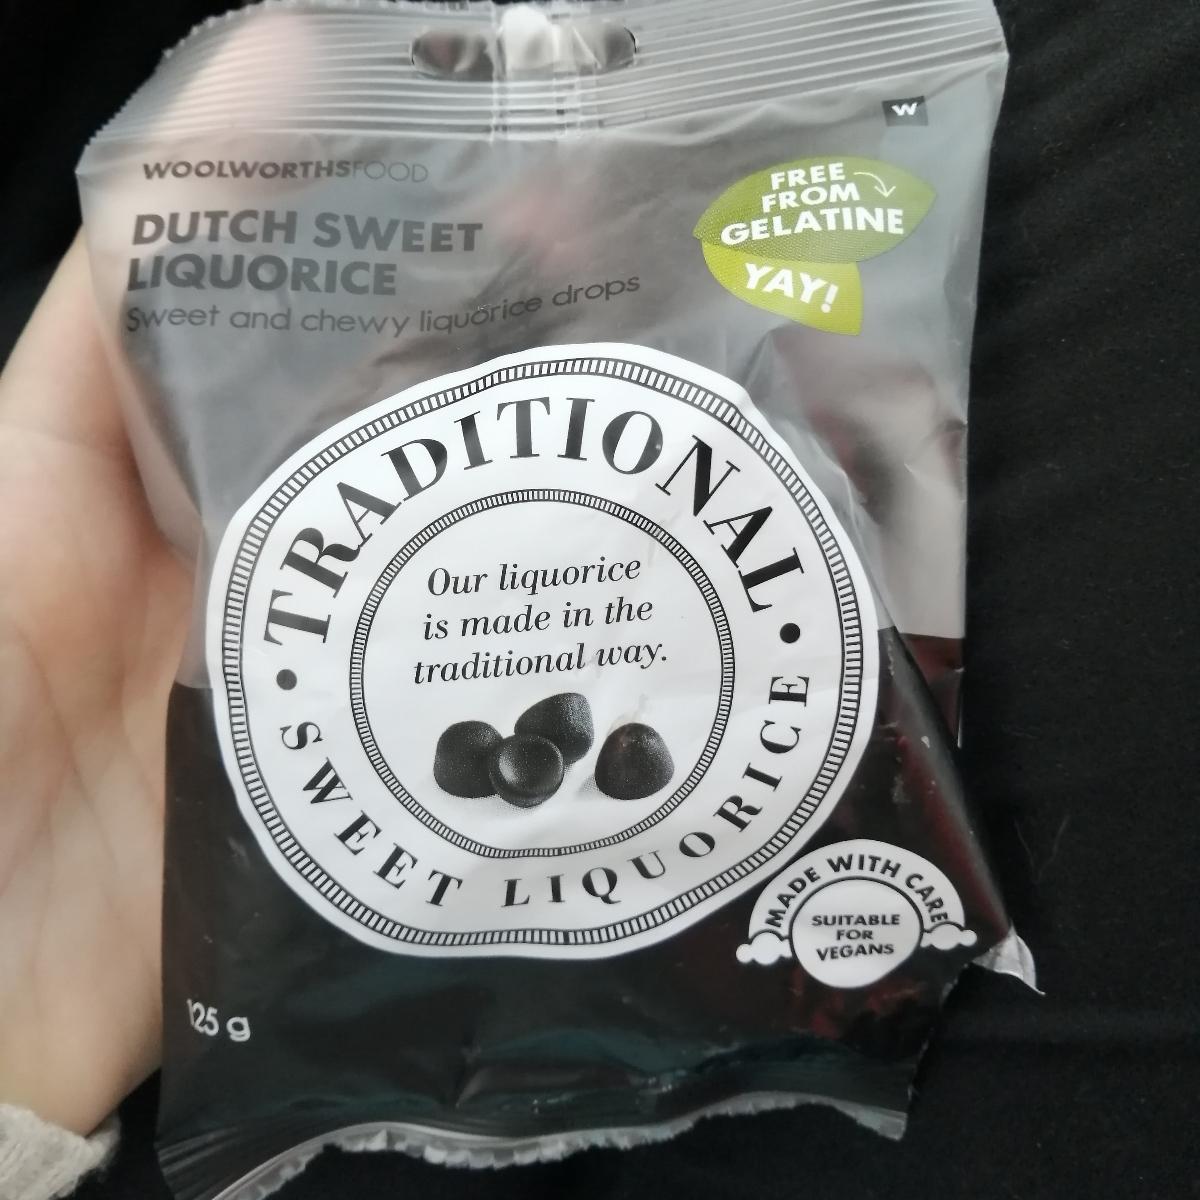 W
WOOLWORTHSFOOD
DUTCH SWEET
LIQUORICE
Sweet and chewy liquorice drops
FREE
FROM
GELATINE
YAY!
TRADITIONAL
Our liquorice
is made in the
traditional way.
SWEET LIQUORICE
MADE WITH CARE
SUITABLE
FOR
VEGANS
125 g